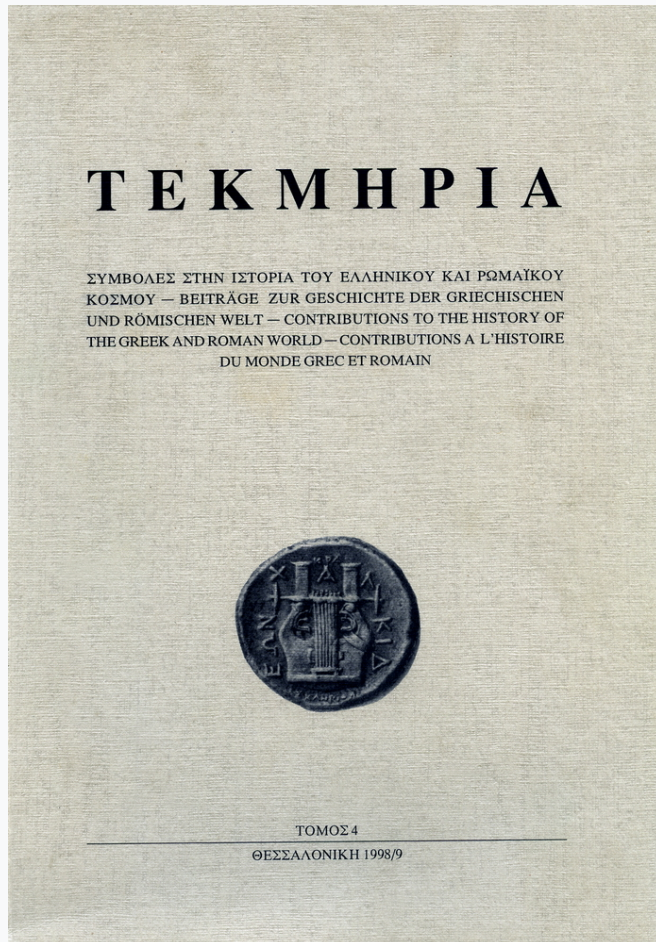 ΤΕΚΜΗΡΙΑ
ΣΥΜΒΟΛΕΣ ΣΤΗΝ ΙΣΤΟΡΙΑ ΤΟΥ ΕΛΛΗΝΙΚΟΥ ΚΑΙ ΡΩΜΑΪΚΟΥ
ΚΟΣΜΟΥ – BEITRÄGE ZUR GESCHICHTE DER GRIECHISCHEN
UND RÖMISCHEN WELT – CONTRIBUTIONS TO THE HISTORY OF
THE GREEK AND ROMAN WORLD – CONTRIBUTIONS A L'HISTOIRE
DU MONDE GREC ET ROMAIN
Χ Α Λ ΚΙΔ ΕΩΝ
ΤΟΜΟΣ 4
ΘΕΣΣΑΛΟΝΙΚΗ 1998/9